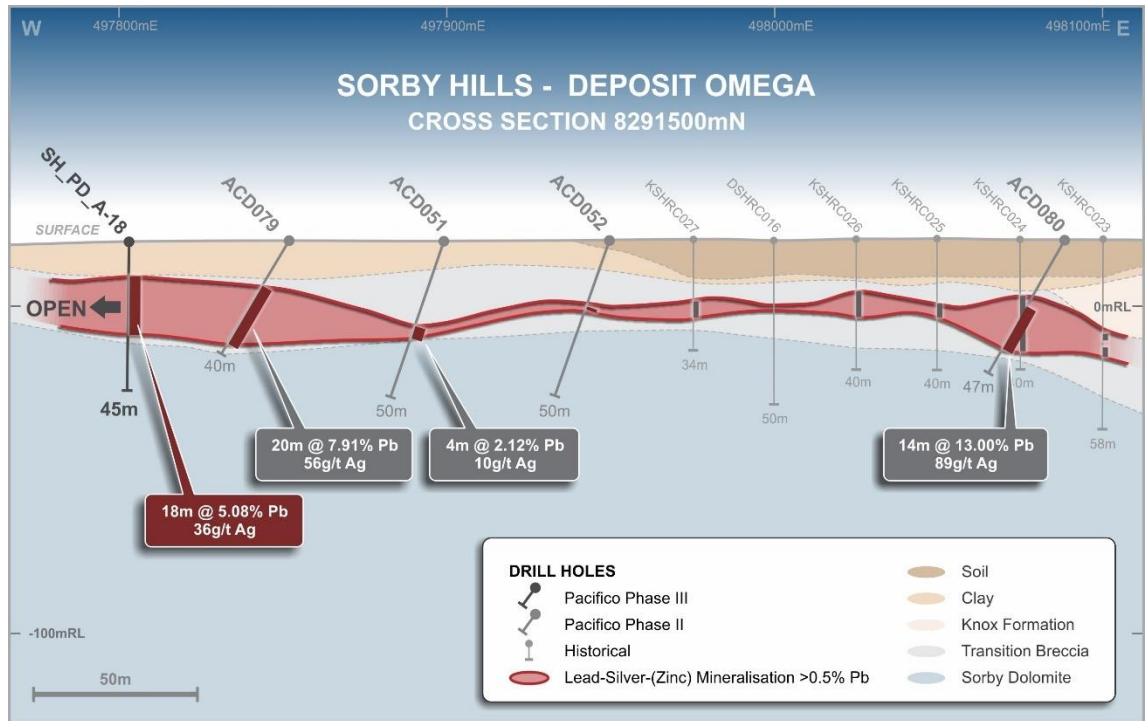 W
497800mE
497900mE
498000mE
498100mE
E
SORBY HILLS - DEPOSIT OMEGA
CROSS SECTION 8291500mN
SH_PD_A-18
ACD079
ACD051
ACD052
KSHRC027
DSHRC016
KSHRC026
KSHRC025
KSHRC024
ACD080
KSHRC023
SURFACE
OPEN
0mRL
40m
45m
50m
50m
34m
50m
40m
40m
47m
0m
58m
20m @ 7.91% Pb
56g/t Ag
4m @ 2.12% Pb
10g/t Ag
14m @ 13.00% Pb
89g/t Ag
18m @ 5.08% Pb
36g/t Ag
-100mRL
50m
DRILL HOLES
Pacifico Phase III
Pacifico Phase II
Historical
Lead-Silver-(Zinc) Mineralisation >0.5% Pb
Soil
Clay
Knox Formation
Transition Breccia
Sorby Dolomite